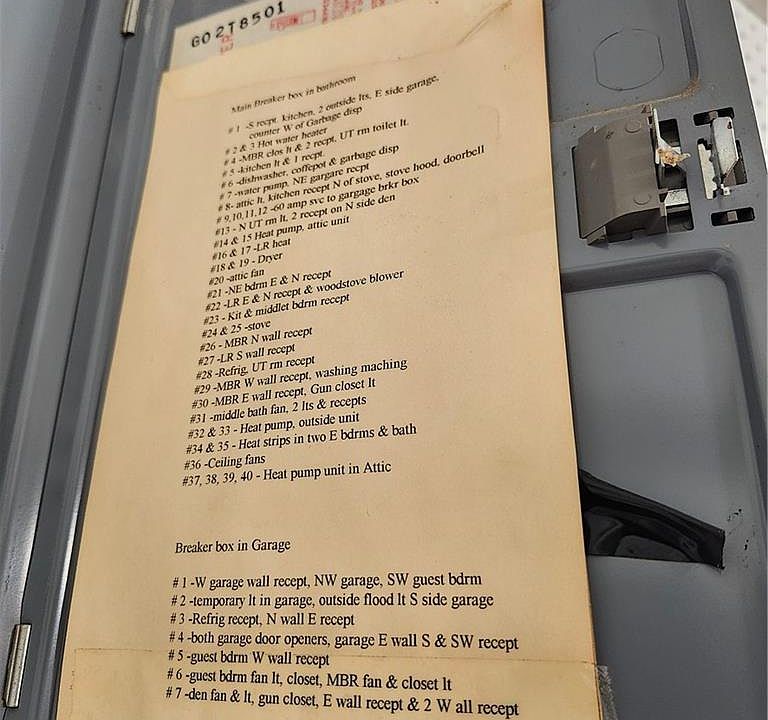 G02T8501
Main Breaker box in bathroom
# 1 -S recpt. kitchen, 2 outside lts, E side garage,
counter W of Garbage disp
# 2 & 3 Hot water heater
# 4 -MBR clos lt & 2 recpt, UT rm toilet lt.
# 5 -kitchen lt & 1 recpt.
# 6 -dishwasher, coffepot & garbage disp
# 7 -water pump, NE gargare recpt
# 8- attic lt, kitchen recept N of stove, stove hood, doorbell
# 9,10,11,12 -60 amp svc to gargage brkr box
#13 - N UT rm lt, 2 recept on N side den
#14 & 15 Heat pump, attic unit
#16 & 17 -LR heat
#18 & 19 - Dryer
#20 -attic fan
#21 -NE bdrm E & N recept
#22 -LR E & N recept & woodstove blower
#23 - Kit & middlet bdrm recept
#24 & 25 -stove
#26 - MBR N wall recept
#27 -LR S wall recept
#28 -Refrig, UT rm recept
#29 -MBR W wall recept, washing maching
#30 -MBR E wall recept, Gun closet lt
#31 -middle bath fan, 2 lts & recepts
#32 & 33 - Heat pump, outside unit
#34 & 35 - Heat strips in two E bdrms & bath
#36 -Ceiling fans
#37, 38, 39, 40 - Heat pump unit in Attic
Breaker box in Garage
# 1 -W garage wall recept, NW garage, SW guest bdrm
# 2 -temporary lt in garage, outside flood lt S side garage
# 3 -Refrig recept, N wall E recept
# 4 -both garage door openers, garage E wall S & SW recept
# 5 -guest bdrm W wall recept
# 6 -guest bdrm fan lt, closet, MBR fan & closet lt
# 7 -den fan & lt, gun closet, E wall recept & 2 W all recept